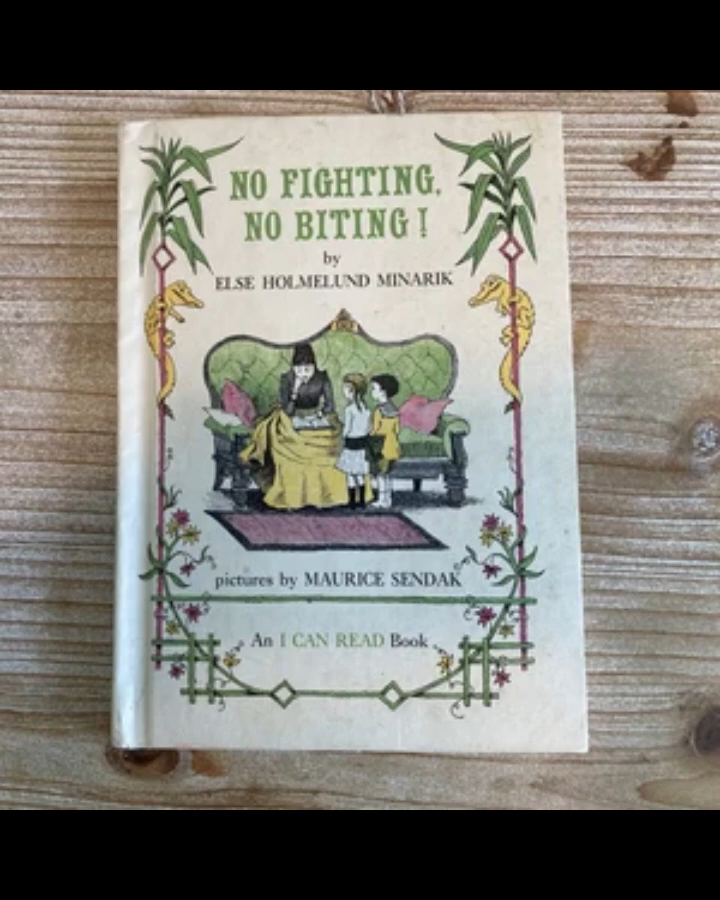 NO FIGHTING,
NO BITING!
by
ELSE HOLMELUND MINARIK
pictures by MAURICE SENDAK
An I CAN READ Book